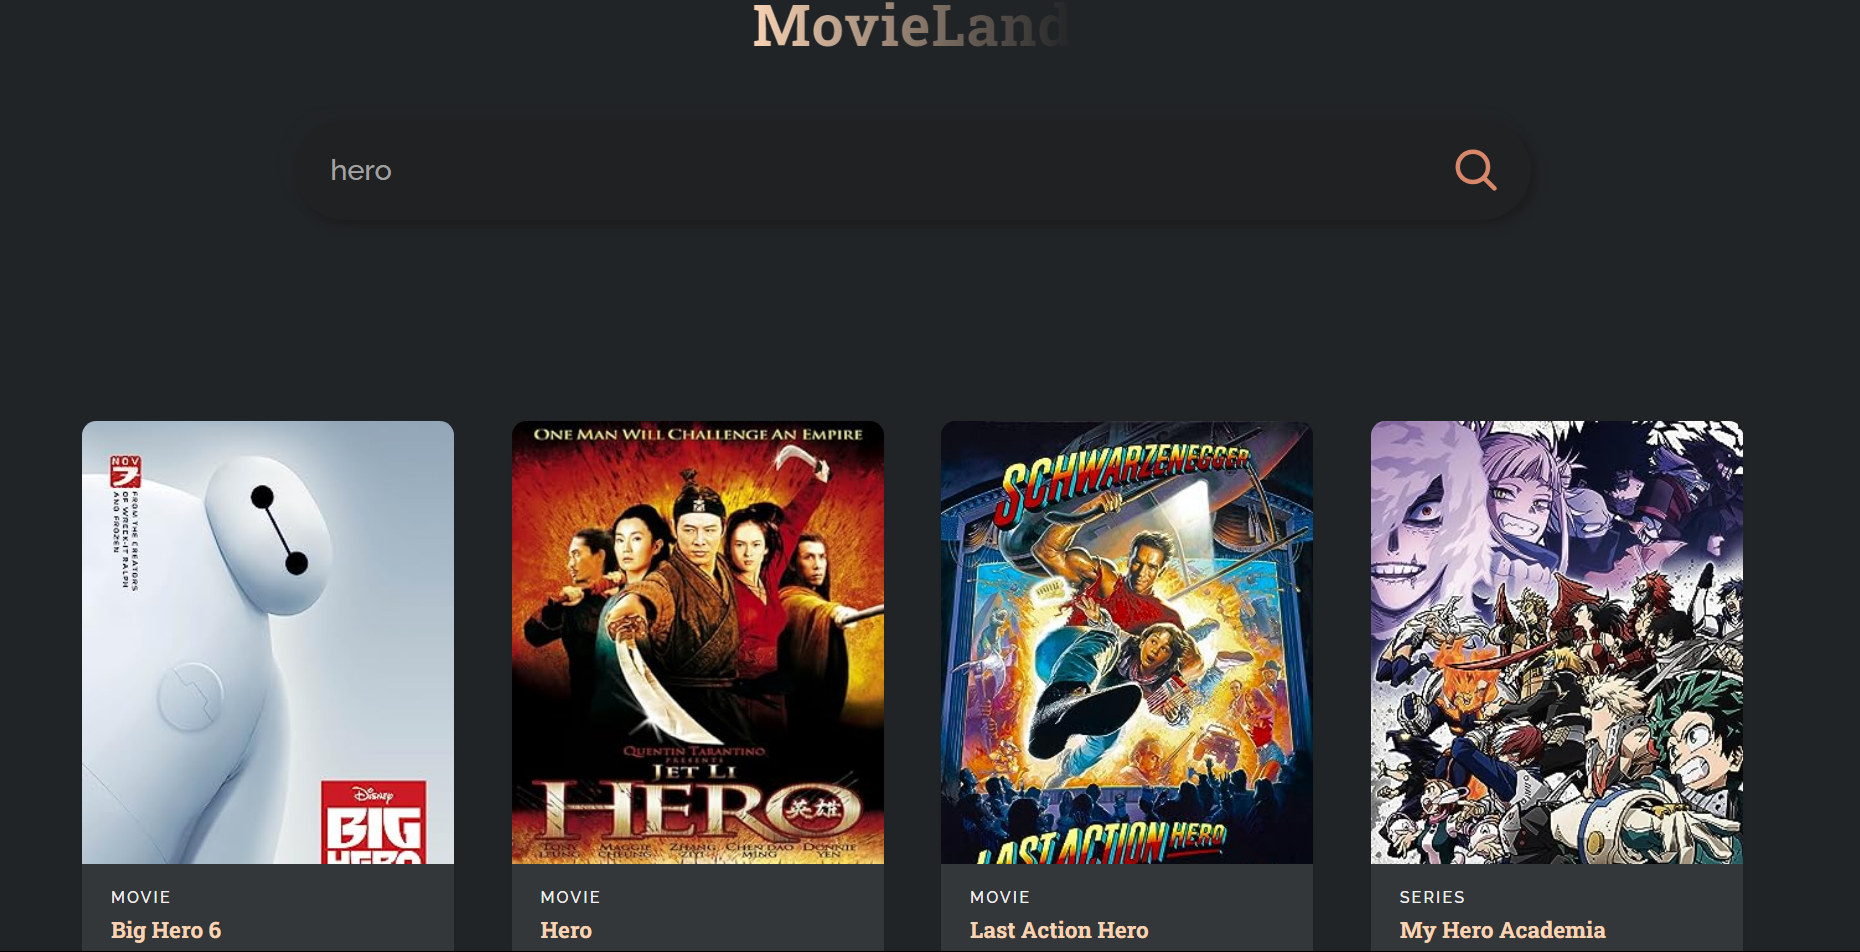 MovieLand
hero
NOV
7
FROM THE CREATORS
OF WRECK-IT RALPH
AND FROZEN
Disney
BIG
HERO
MOVIE
Big Hero 6
ONE MAN WILL CHALLENGE AN EMPIRE
QUENTIN TARANTINO
PRESENTS
JET LI
HERO
英雄
TONY LEUNG MAGGIE CHEUNG ZHANG ZIYI CHEN DAO MING DONNIE YEN
MOVIE
Hero
SCHWARZENEGGER
LAST ACTION HERO
MOVIE
Last Action Hero
SERIES
My Hero Academia